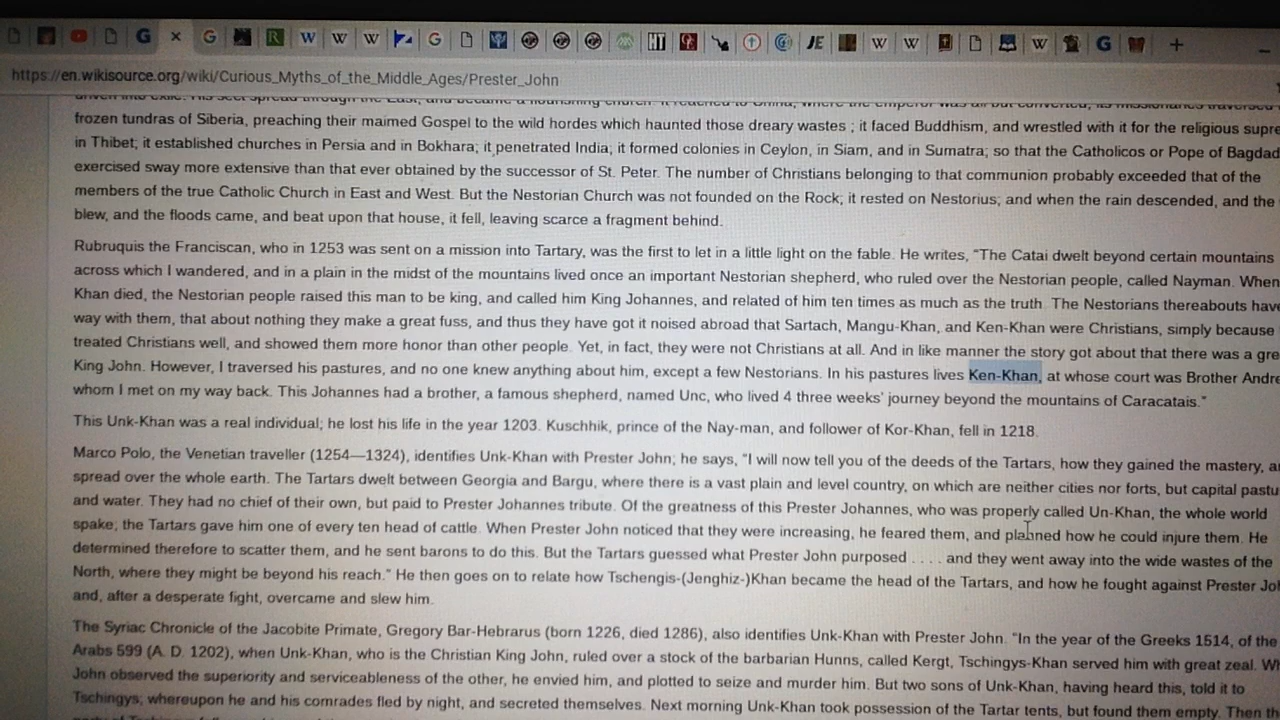 https://en.wikisource.org/wiki/Curious_Myths_of_the_Middle_Ages/Prester_John
driven into exile. His sect spread through the East, and became a flourishing church. It reached to China, where the emperor was all but converted; its missionaries traversed
frozen tundras of Siberia, preaching their maimed Gospel to the wild hordes which haunted those dreary wastes ; it faced Buddhism, and wrestled with it for the religious supre
in Thibet; it established churches in Persia and in Bokhara; it penetrated India; it formed colonies in Ceylon, in Siam, and in Sumatra; so that the Catholicos or Pope of Bagdad
exercised sway more extensive than that ever obtained by the successor of St. Peter. The number of Christians belonging to that communion probably exceeded that of the
members of the true Catholic Church in East and West. But the Nestorian Church was not founded on the Rock; it rested on Nestorius; and when the rain descended, and the
blew, and the floods came, and beat upon that house, it fell, leaving scarce a fragment behind.
Rubruquis the Franciscan, who in 1253 was sent on a mission into Tartary, was the first to let in a little light on the fable. He writes, "The Catai dwelt beyond certain mountains
across which I wandered, and in a plain in the midst of the mountains lived once an important Nestorian shepherd, who ruled over the Nestorian people, called Nayman. When
Khan died, the Nestorian people raised this man to be king, and called him King Johannes, and related of him ten times as much as the truth. The Nestorians thereabouts have
way with them, that about nothing they make a great fuss, and thus they have got it noised abroad that Sartach, Mangu-Khan, and Ken-Khan were Christians, simply because
treated Christians well, and showed them more honor than other people. Yet, in fact, they were not Christians at all. And in like manner the story got about that there was a gre
King John. However, I traversed his pastures, and no one knew anything about him, except a few Nestorians. In his pastures lives Ken-Khan, at whose court was Brother Andre
whom I met on my way back. This Johannes had a brother, a famous shepherd, named Unc, who lived 4 three weeks' journey beyond the mountains of Caracatais."
This Unk-Khan was a real individual; he lost his life in the year 1203. Kuschhik, prince of the Nay-man, and follower of Kor-Khan, fell in 1218.
Marco Polo, the Venetian traveller (1254—1324), identifies Unk-Khan with Prester John; he says, "I will now tell you of the deeds of the Tartars, how they gained the mastery, a
spread over the whole earth. The Tartars dwelt between Georgia and Bargu, where there is a vast plain and level country, on which are neither cities nor forts, but capital pastu
and water. They had no chief of their own, but paid to Prester Johannes tribute. Of the greatness of this Prester Johannes, who was properly called Un-Khan, the whole world
spake; the Tartars gave him one of every ten head of cattle. When Prester John noticed that they were increasing, he feared them, and planned how he could injure them. He
determined therefore to scatter them, and he sent barons to do this. But the Tartars guessed what Prester John purposed . . . . and they went away into the wide wastes of the
North, where they might be beyond his reach." He then goes on to relate how Tschengis-(Jenghiz-)Khan became the head of the Tartars, and how he fought against Prester Joh
and, after a desperate fight, overcame and slew him.
The Syriac Chronicle of the Jacobite Primate, Gregory Bar-Hebrarus (born 1226, died 1286), also identifies Unk-Khan with Prester John. "In the year of the Greeks 1514, of the
Arabs 599 (A. D. 1202), when Unk-Khan, who is the Christian King John, ruled over a stock of the barbarian Hunns, called Kergt, Tschingys-Khan served him with great zeal. Wh
John observed the superiority and serviceableness of the other, he envied him, and plotted to seize and murder him. But two sons of Unk-Khan, having heard this, told it to
Tschingys; whereupon he and his comrades fled by night, and secreted themselves. Next morning Unk-Khan took possession of the Tartar tents, but found them empty. Then th